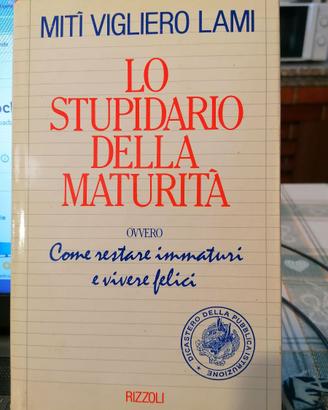 MITÌ VIGLIERO LAMI
LO
STUPIDARIO
DELLA
MATURITÀ
OVVERO
Come restare immaturi
e vivere felici
DICASTERO DELLA PUBBLICA ISTRUZIONE
RIZZOLI